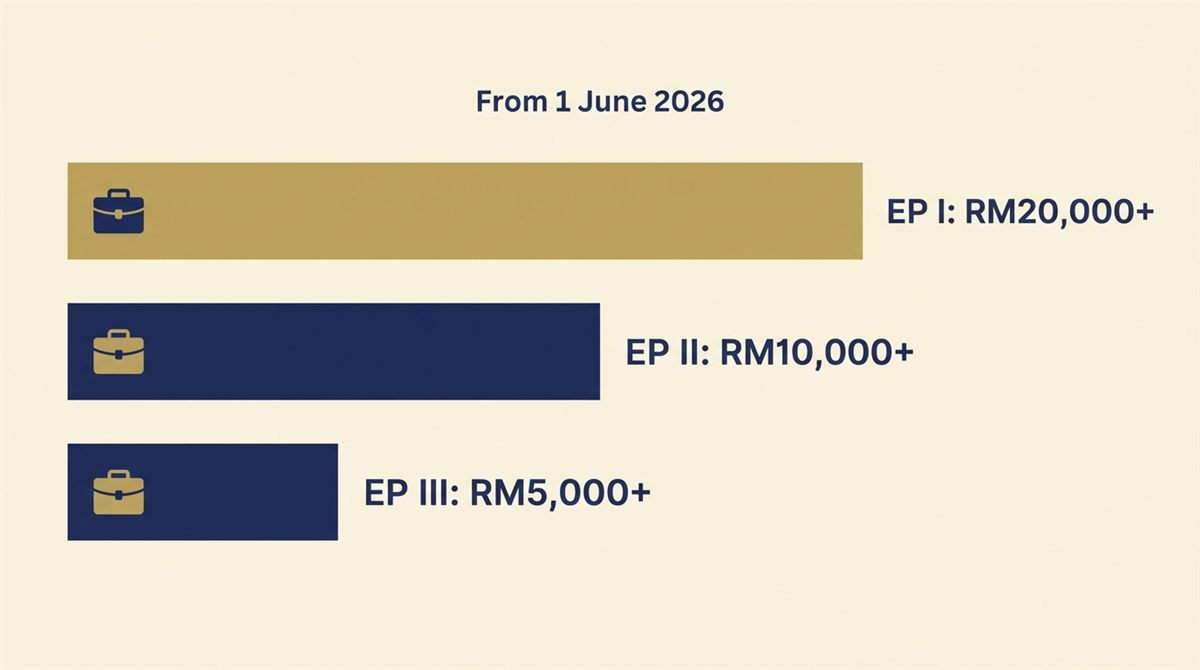 From 1 June 2026
EP I: RM20,000+
EP II: RM10,000+
EP III: RM5,000+